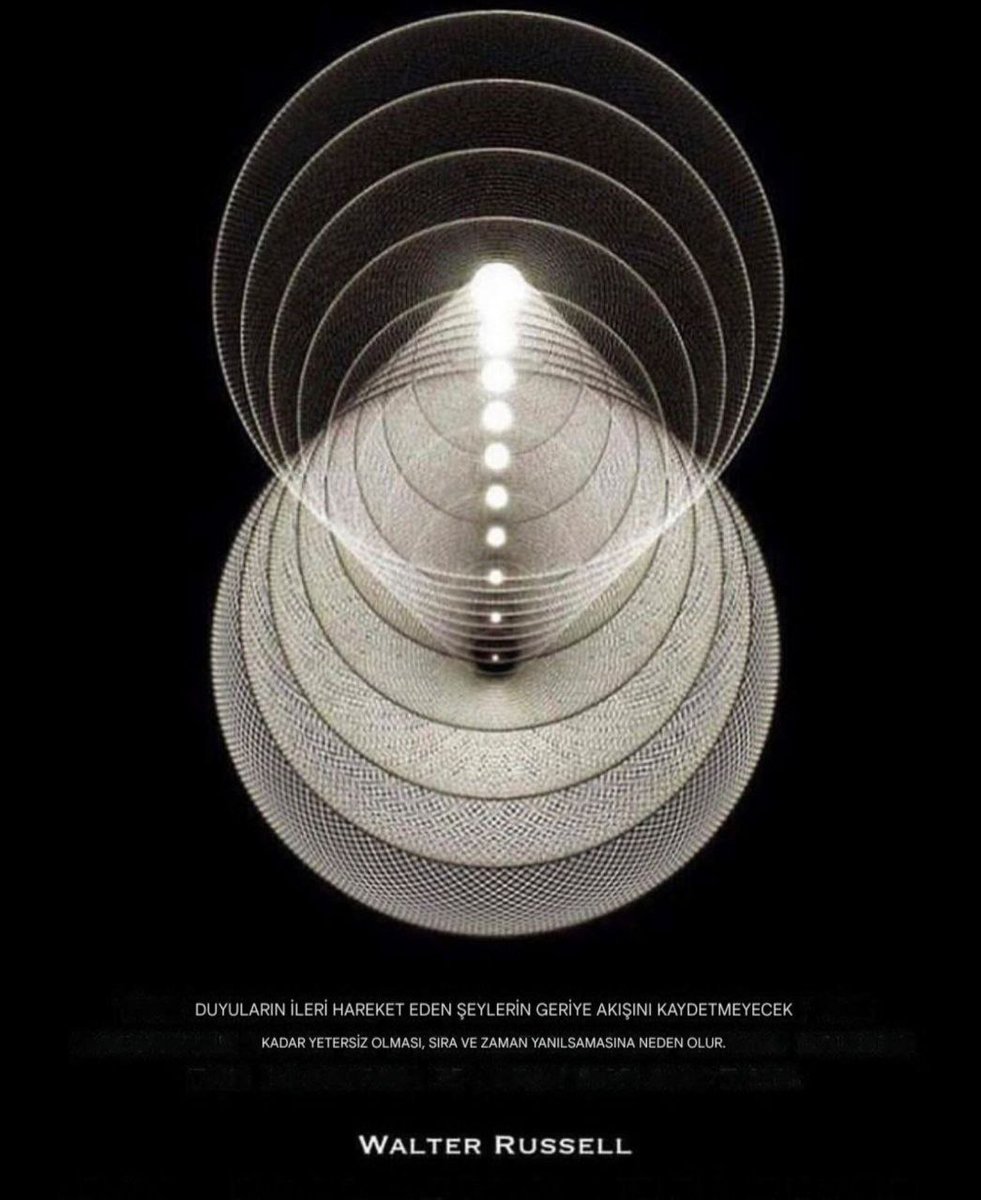 DUYULARIN İLERİ HAREKET EDEN ŞEYLERİN GERİYE AKIŞINI KAYDETMEYECEK
KADAR YETERSİZ OLMASI, SIRA VE ZAMAN YANILSAMASINA NEDEN OLUR.
WALTER RUSSELL